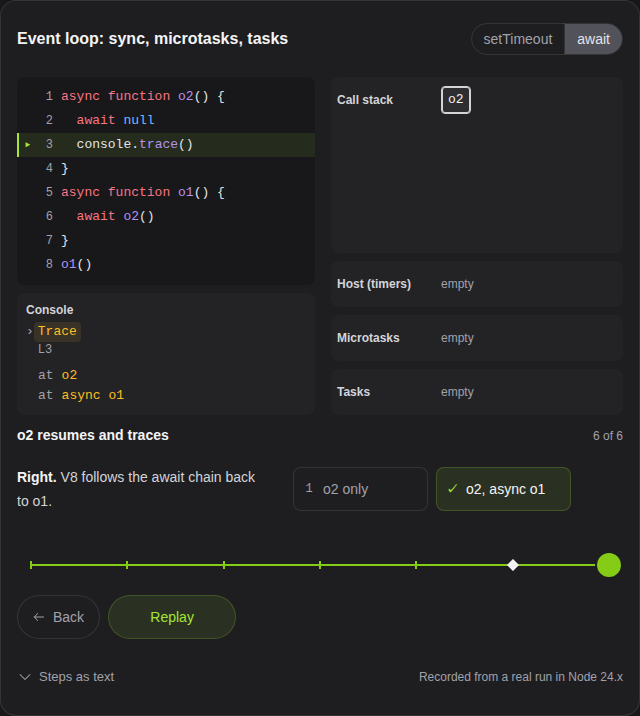 Event loop: sync, microtasks, tasks
setTimeout
await
1 async function o2() {
2 await null
▸ 3 console.trace()
4 }
5 async function o1() {
6 await o2()
7 }
8 o1()
Call stack
o2
Host (timers)
empty
Microtasks
empty
Tasks
empty
Console
› Trace
L3
at o2
at async o1
o2 resumes and traces
6 of 6
Right. V8 follows the await chain back
to o1.
1 o2 only
✓ o2, async o1
← Back
Replay
Steps as text
Recorded from a real run in Node 24.x